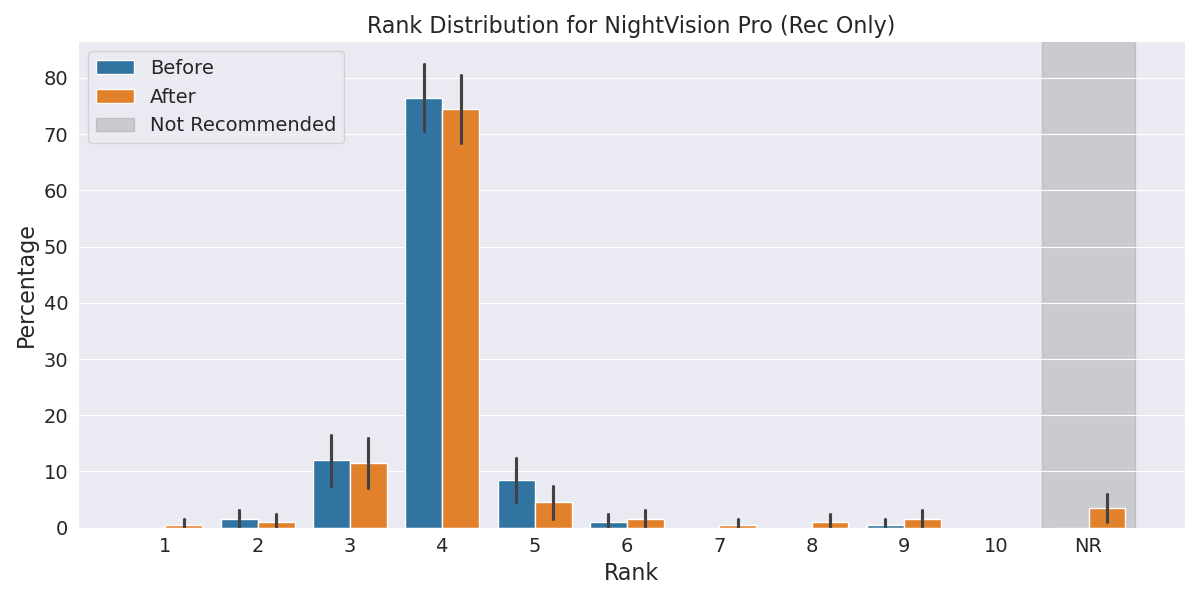 Rank Distribution for NightVision Pro (Rec Only)
Before
After
Not Recommended
Percentage
80
70
60
50
40
30
20
10
0
1 2 3 4 5 6 7 8 9 10 NR
Rank